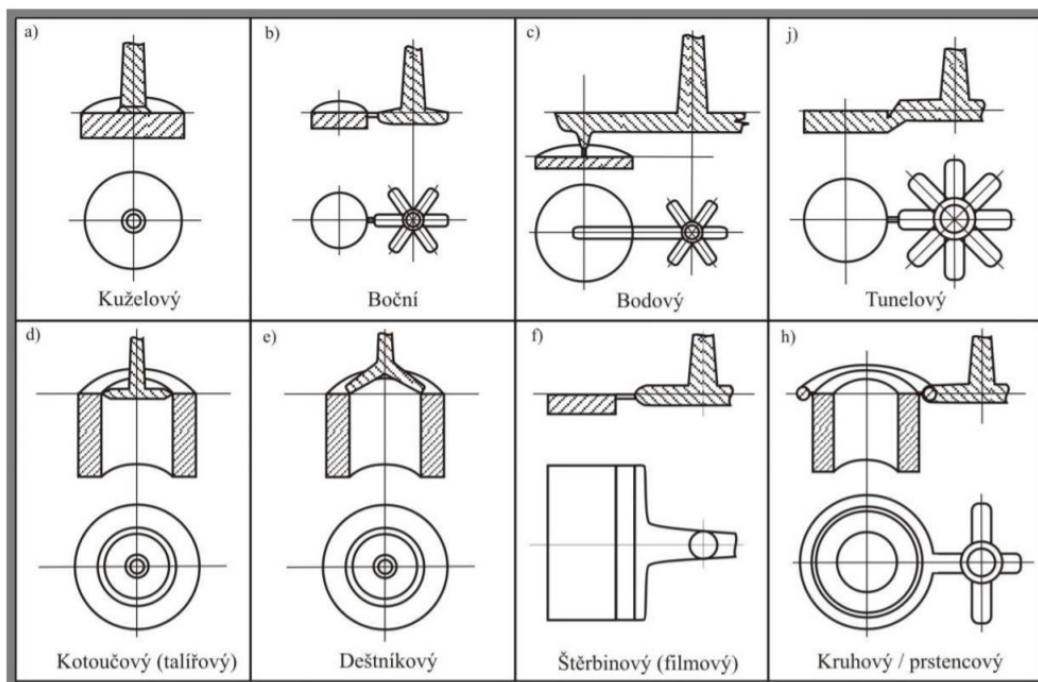 a)
Kuželový
b)
Boční
c)
Bodový
j)
Tunelový
d)
Kotoučový (talířový)
e)
Deštníkový
f)
Štěrbinový (filmový)
h)
Kruhový / prstencový